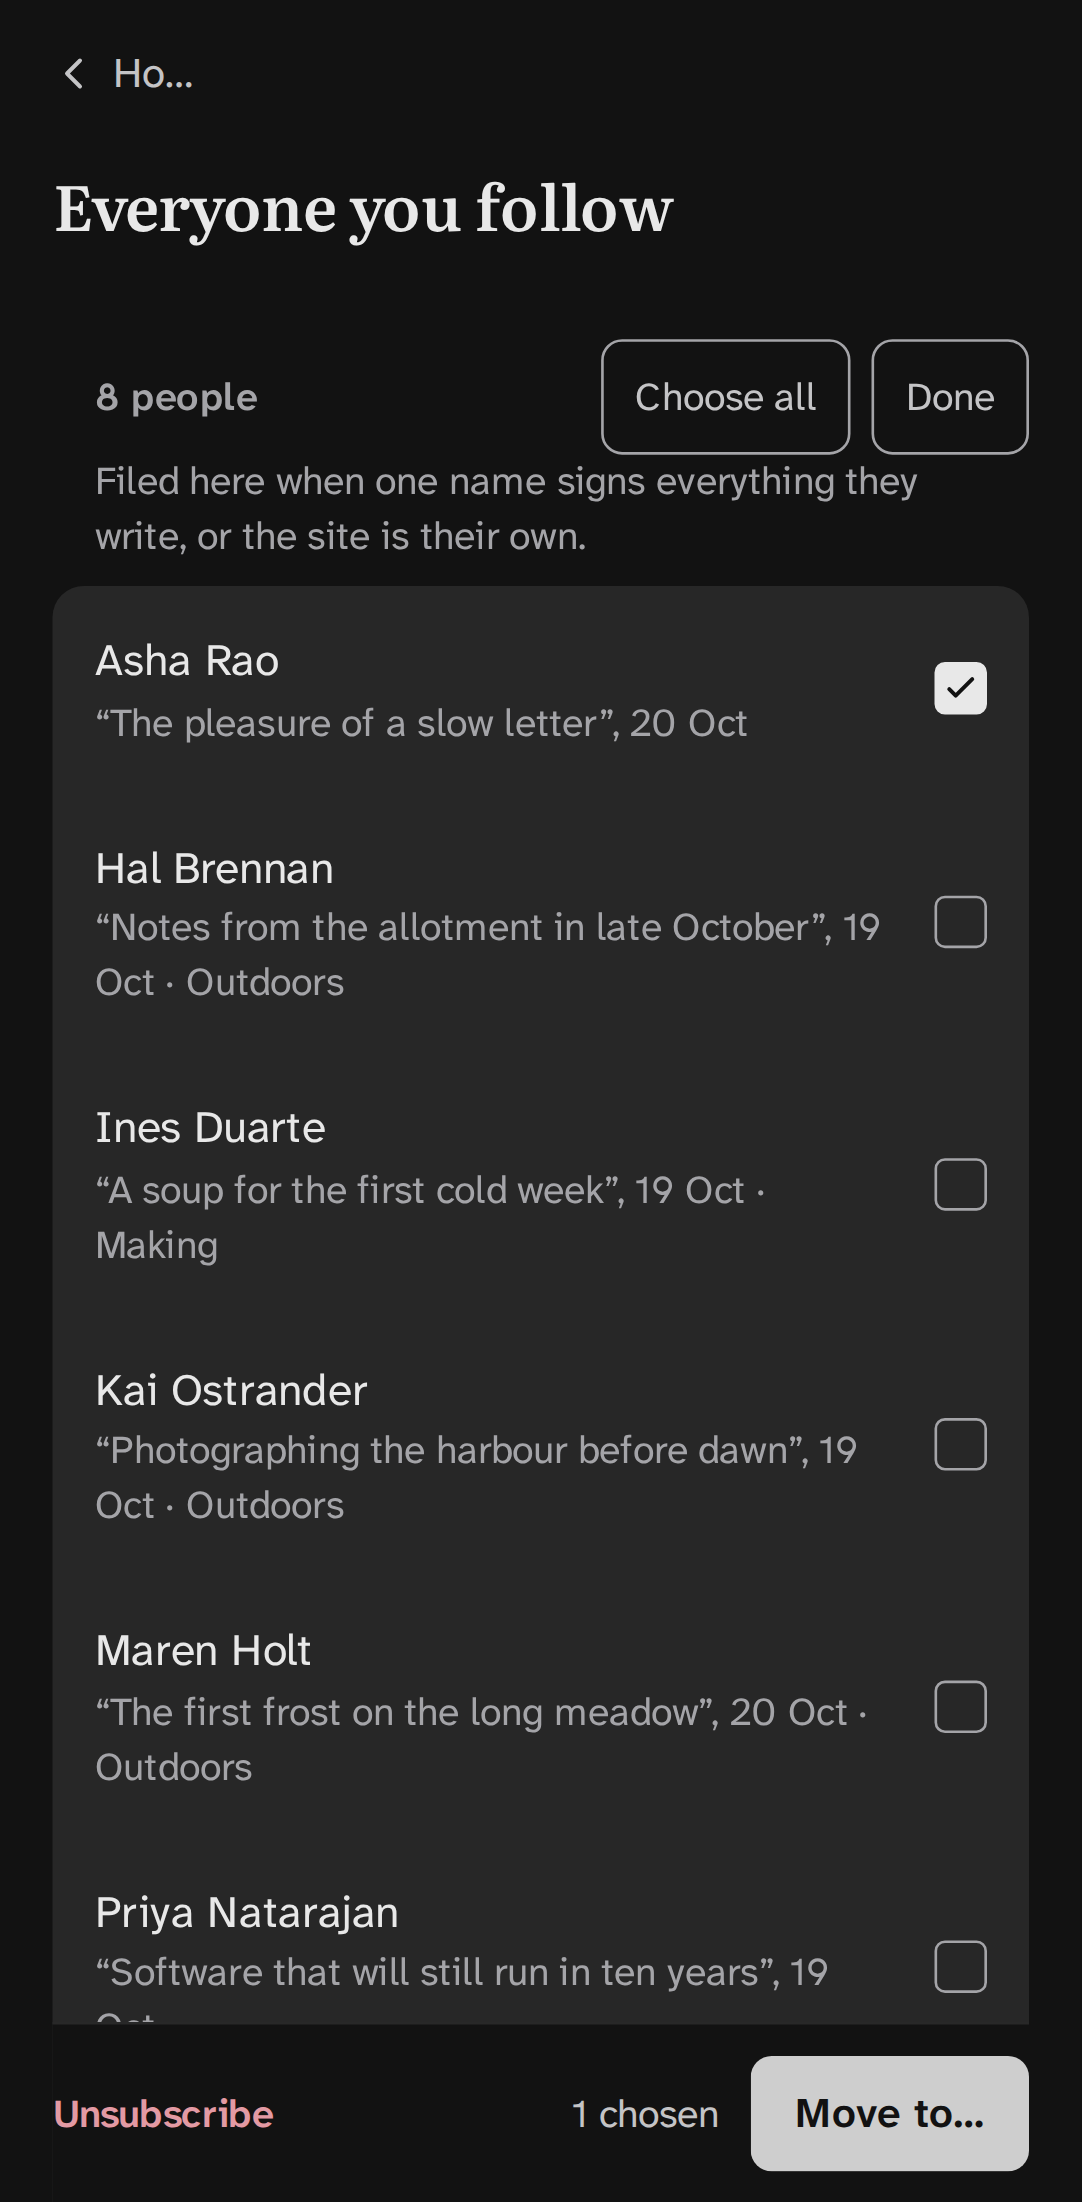 Ho...
Everyone you follow
8 people
Choose all
Done
Filed here when one name signs everything they
write, or the site is their own.
Asha Rao
“The pleasure of a slow letter”, 20 Oct
Hal Brennan
“Notes from the allotment in late October”, 19
Oct · Outdoors
Ines Duarte
“A soup for the first cold week”, 19 Oct ·
Making
Kai Ostrander
“Photographing the harbour before dawn”, 19
Oct · Outdoors
Maren Holt
“The first frost on the long meadow”, 20 Oct ·
Outdoors
Priya Natarajan
“Software that will still run in ten years”, 19
Oct
Unsubscribe
1 chosen
Move to...